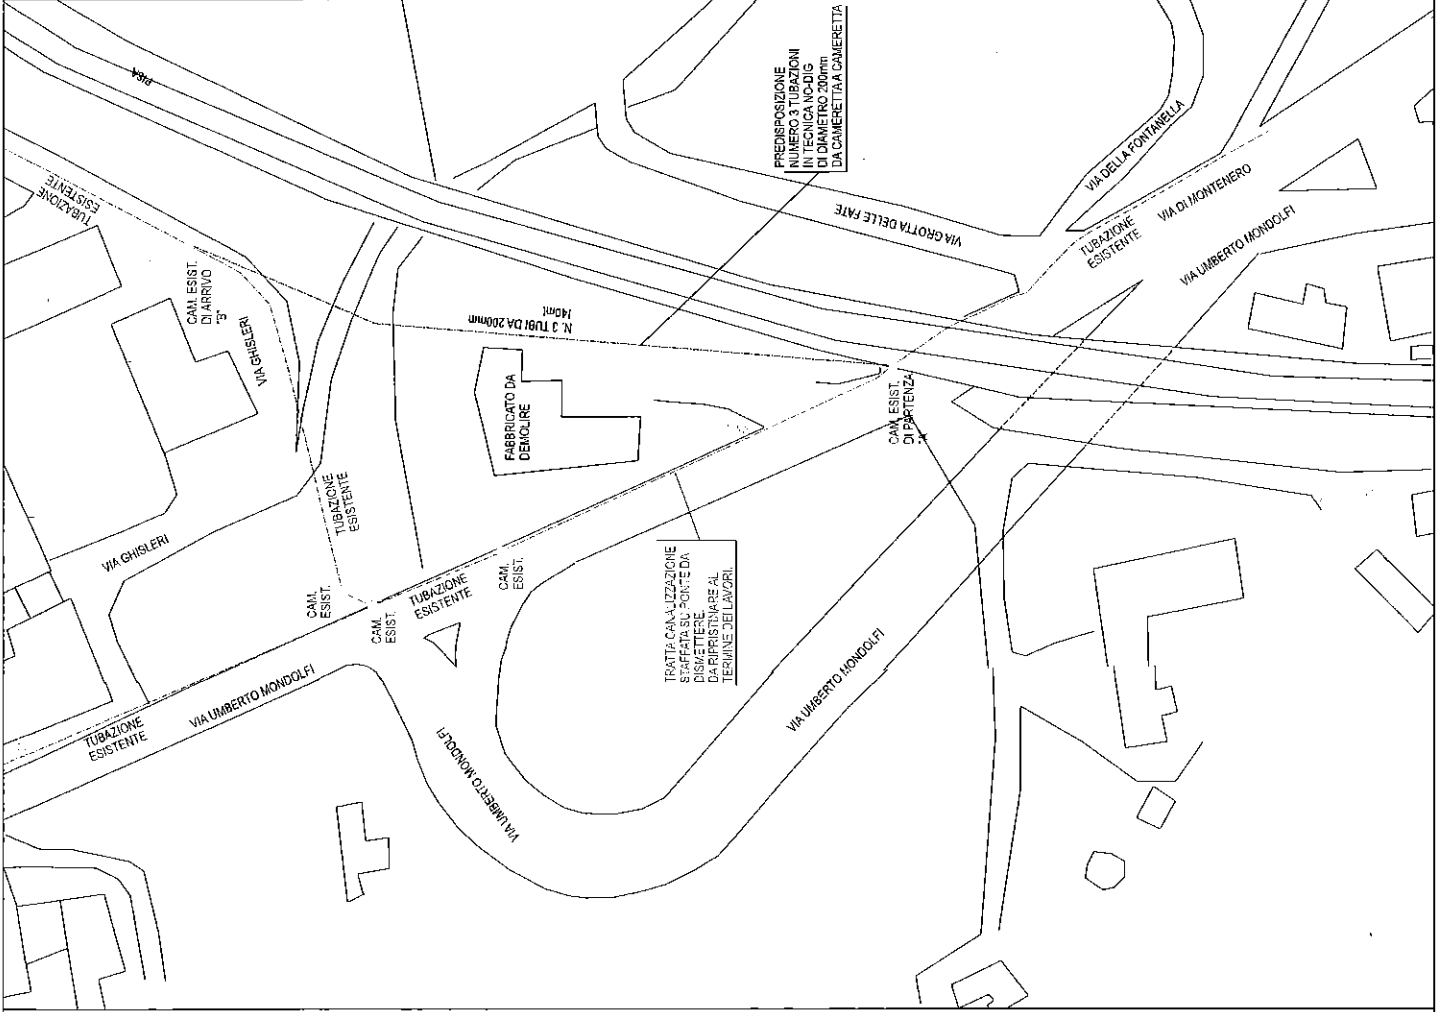 PISA
PREDISPOSIZIONE
NUMERO 3 TUBAZIONI
IN TECNICA NO-DIG
DI DIAMETRO 200mm
DA CAMERETTA A CAMERETTA
VIA DELLA FONTANELLA
TUBAZIONE
ESISTENTE
VIA GROTTA DELLE FATE
VIA DI MONTENERO
TUBAZIONE
ESISTENTE
VIA UMBERTO MONDOLFI
CAM. ESIST.
DI ARRIVO
"B"
VIA GHISLERI
N. 3 TUBI DA 200mm
140mt
FABBRICATO DA
DEMOLIRE
CAM. ESIST.
DI PARTENZA
TUBAZIONE
ESISTENTE
VIA GHISLERI
CAM.
ESIST.
CAM.
ESIST.
TUBAZIONE
ESISTENTE
CAM.
ESIST.
TRATTA CANALIZZAZIONE
STAFFATA SU PONTE DA
DISMETTERE.
DA RIPRISTINARE AL
TERMINE DEI LAVORI.
VIA UMBERTO MONDOLFI
TUBAZIONE
ESISTENTE
VIA UMBERTO MONDOLFI
VIA UMBERTO MONDOLFI